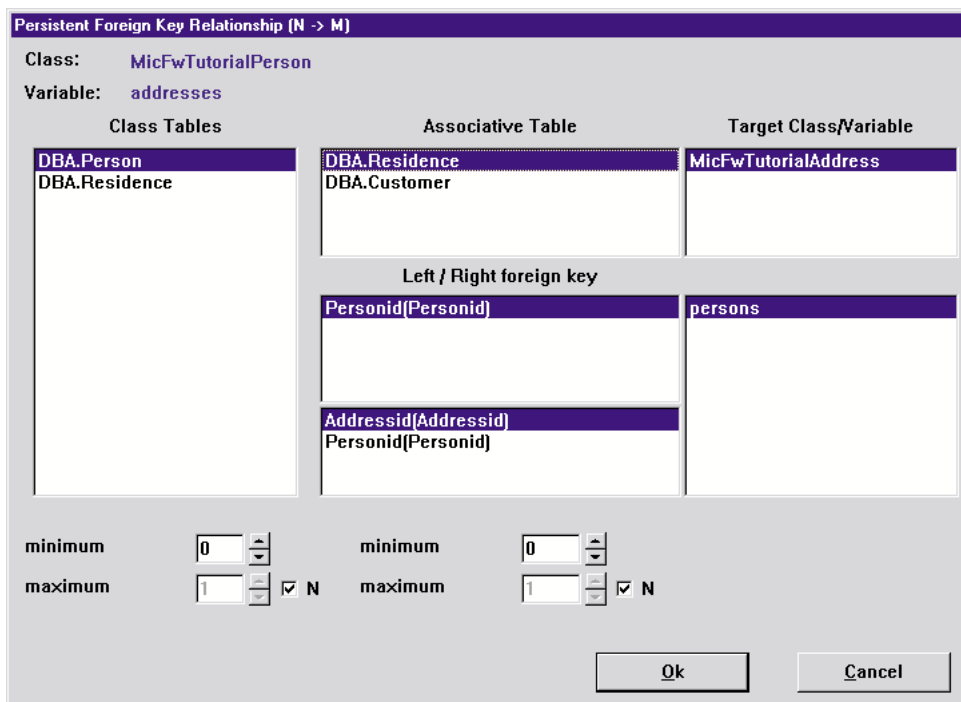 Persistent Foreign Key Relationship (N -> M)
Class: MicFwTutorialPerson
Variable: addresses
Class Tables
Associative Table
Target Class/Variable
DBA.Person
DBA.Residence
DBA.Residence
DBA.Customer
MicFwTutorialAddress
Left / Right foreign key
Personid(Personid)
persons
Addressid(Addressid)
Personid(Personid)
minimum 0 minimum 0
maximum 1 N maximum 1 N
Ok Cancel